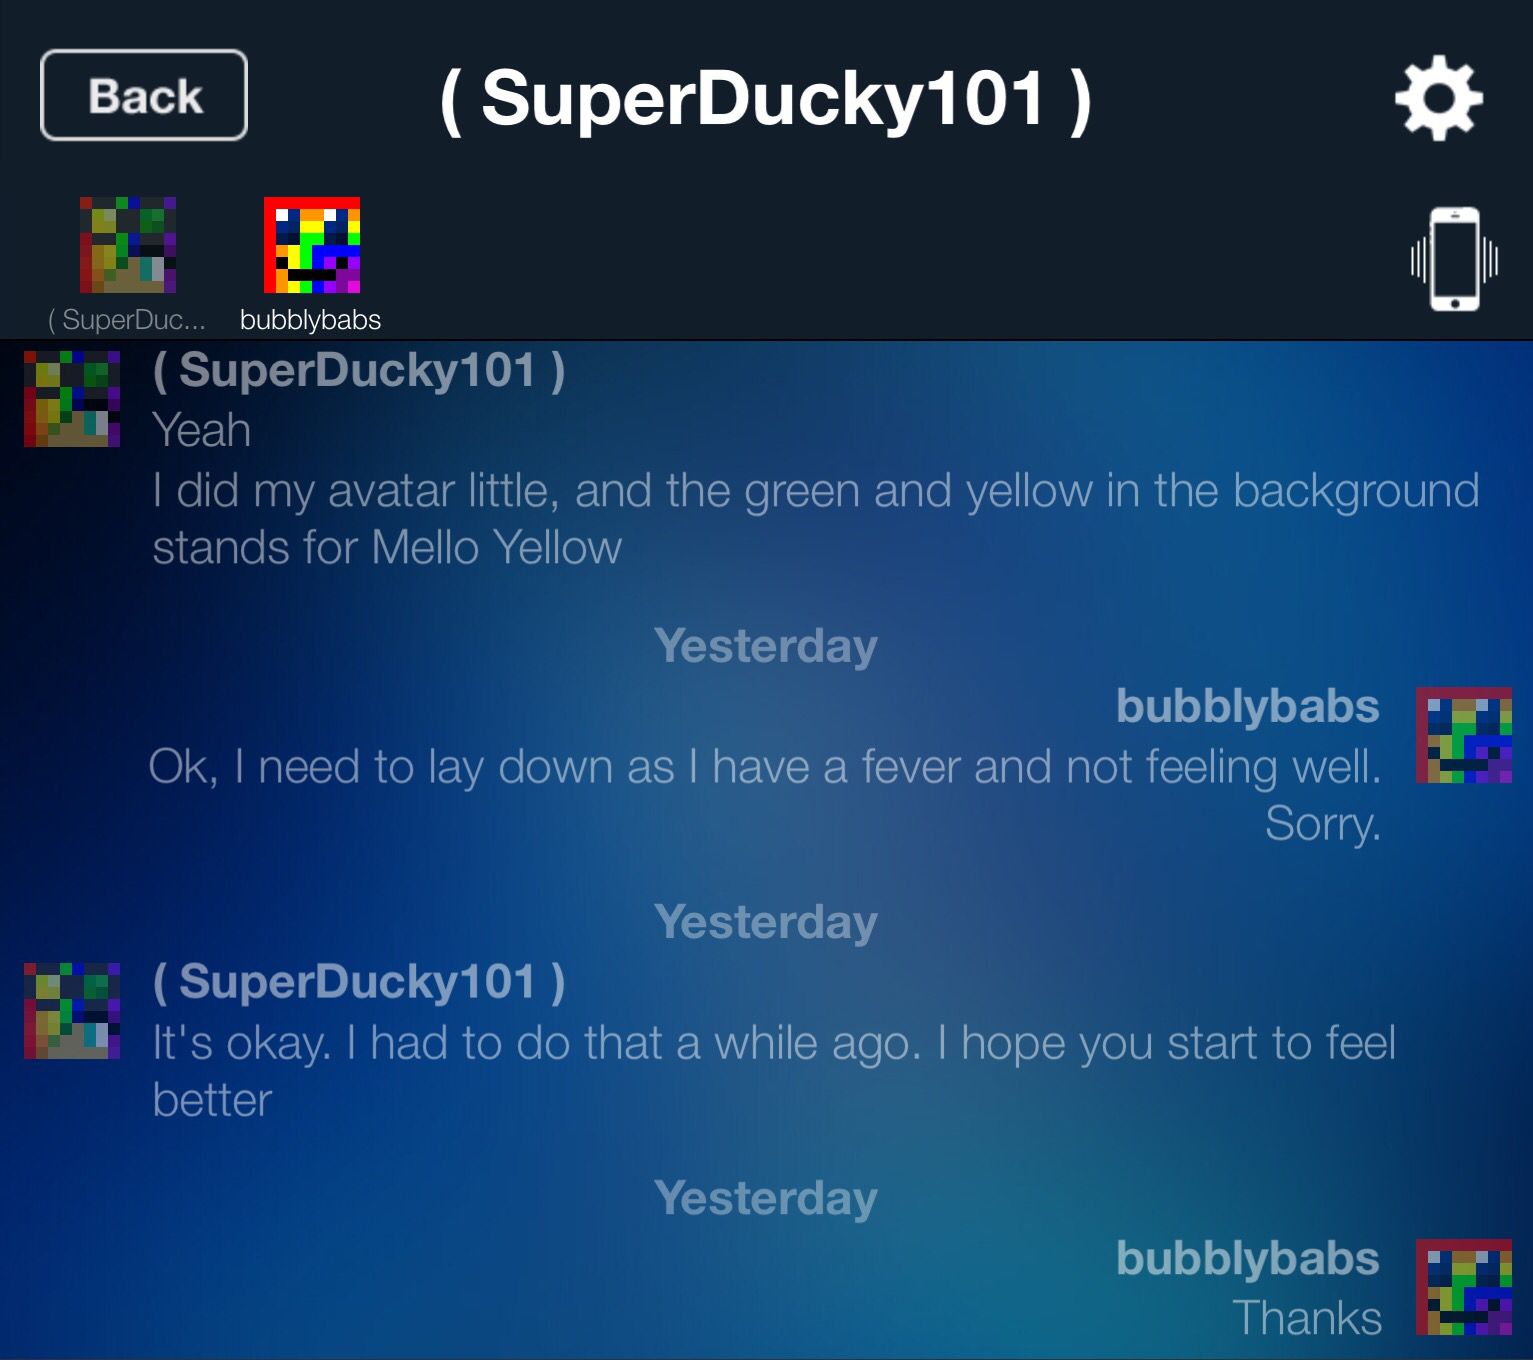 Back
( SuperDucky101 )
( SuperDuc...
bubblybabs
( SuperDucky101 )
Yeah
I did my avatar little, and the green and yellow in the background
stands for Mello Yellow
Yesterday
bubblybabs
Ok, I need to lay down as I have a fever and not feeling well.
Sorry.
Yesterday
( SuperDucky101 )
It's okay. I had to do that a while ago. I hope you start to feel
better
Yesterday
bubblybabs
Thanks